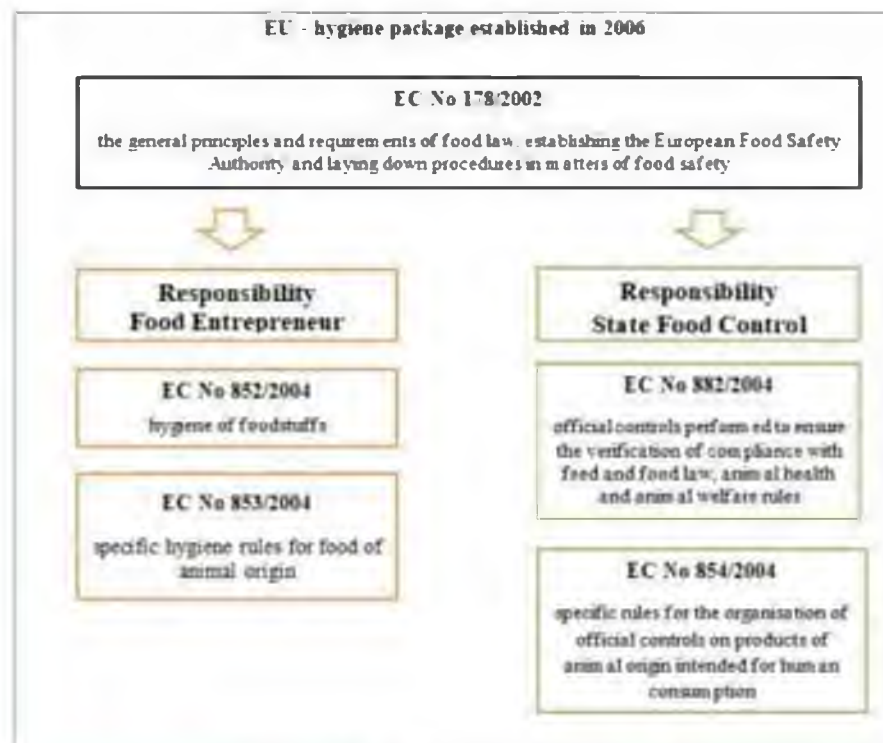 EU - hygiene package established in 2006
EC No 178/2002
the general principles and requirements of food law, establishing the European Food Safety
Authority and laying down procedures in matters of food safety
Responsibility
Food Entrepreneur
EC No 852/2004
hygiene of foodstuffs
EC No 853/2004
specific hygiene rules for food of
animal origin
Responsibility
State Food Control
EC No 882/2004
official controls performed to ensure
the verification of compliance with
feed and food law, animal health
and animal welfare rules
EC No 854/2004
specific rules for the organisation of
official controls on products of
animal origin intended for human
consumption